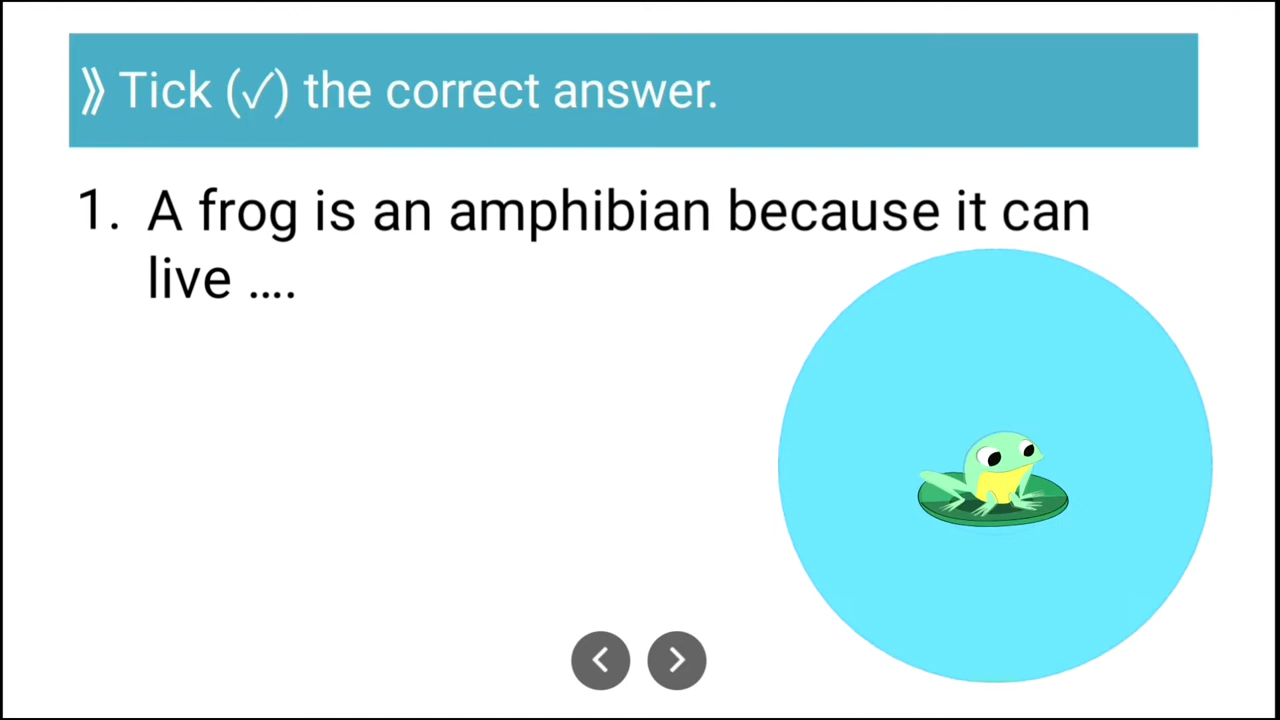 》 Tick (✓) the correct answer.
1. A frog is an amphibian because it can
live ....